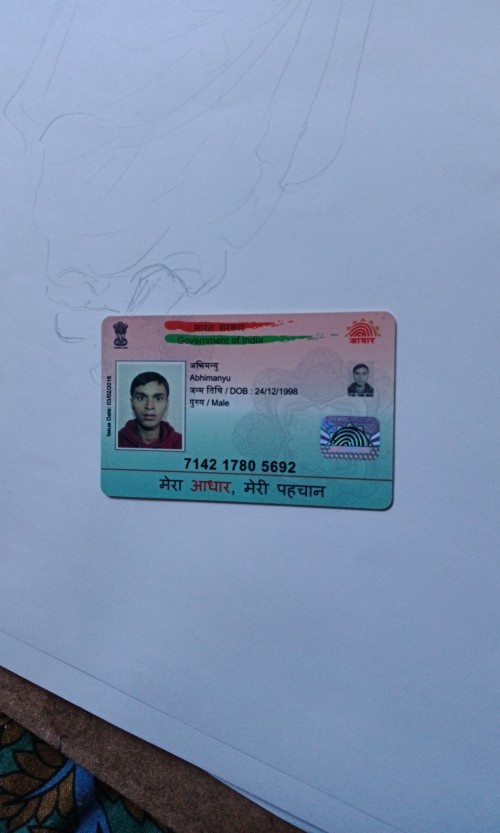 भारत सरकार
Government of India
आधार
Issue Date: 03/02/2016
अभिमन्यु
Abhimanyu
जन्म तिथि / DOB : 24/12/1998
पुरुष / Male
7142 1780 5692
मेरा आधार, मेरी पहचान